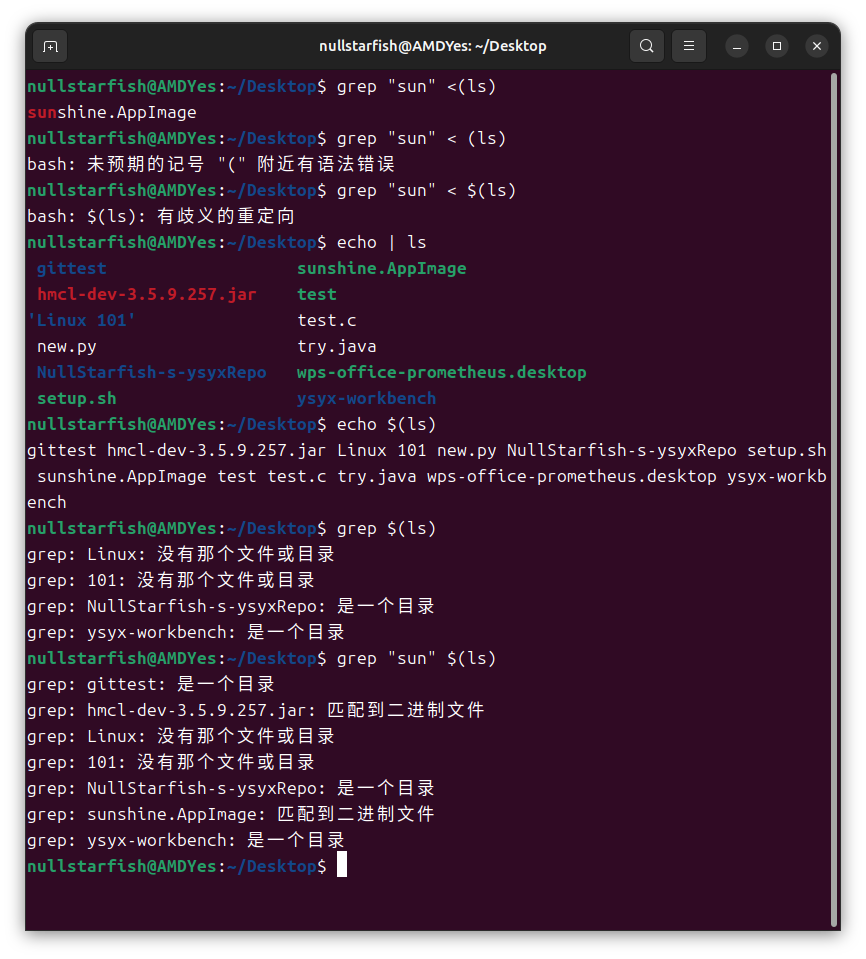 nullstarfish@AMDYes: ~/Desktop
nullstarfish@AMDYes:~/Desktop$ grep "sun" <(ls)
sunshine.AppImage
nullstarfish@AMDYes:~/Desktop$ grep "sun" < (ls)
bash: 未预期的记号 "(" 附近有语法错误
nullstarfish@AMDYes:~/Desktop$ grep "sun" < $(ls)
bash: $(ls): 有歧义的重定向
nullstarfish@AMDYes:~/Desktop$ echo | ls
 gittest                   sunshine.AppImage
 hmcl-dev-3.5.9.257.jar    test
'Linux 101'                test.c
 new.py                    try.java
 NullStarfish-s-ysyxRepo   wps-office-prometheus.desktop
 setup.sh                  ysyx-workbench
nullstarfish@AMDYes:~/Desktop$ echo $(ls)
gittest hmcl-dev-3.5.9.257.jar Linux 101 new.py NullStarfish-s-ysyxRepo setup.sh
 sunshine.AppImage test test.c try.java wps-office-prometheus.desktop ysyx-workb
ench
nullstarfish@AMDYes:~/Desktop$ grep $(ls)
grep: Linux: 没有那个文件或目录
grep: 101: 没有那个文件或目录
grep: NullStarfish-s-ysyxRepo: 是一个目录
grep: ysyx-workbench: 是一个目录
nullstarfish@AMDYes:~/Desktop$ grep "sun" $(ls)
grep: gittest: 是一个目录
grep: hmcl-dev-3.5.9.257.jar: 匹配到二进制文件
grep: Linux: 没有那个文件或目录
grep: 101: 没有那个文件或目录
grep: NullStarfish-s-ysyxRepo: 是一个目录
grep: sunshine.AppImage: 匹配到二进制文件
grep: ysyx-workbench: 是一个目录
nullstarfish@AMDYes:~/Desktop$